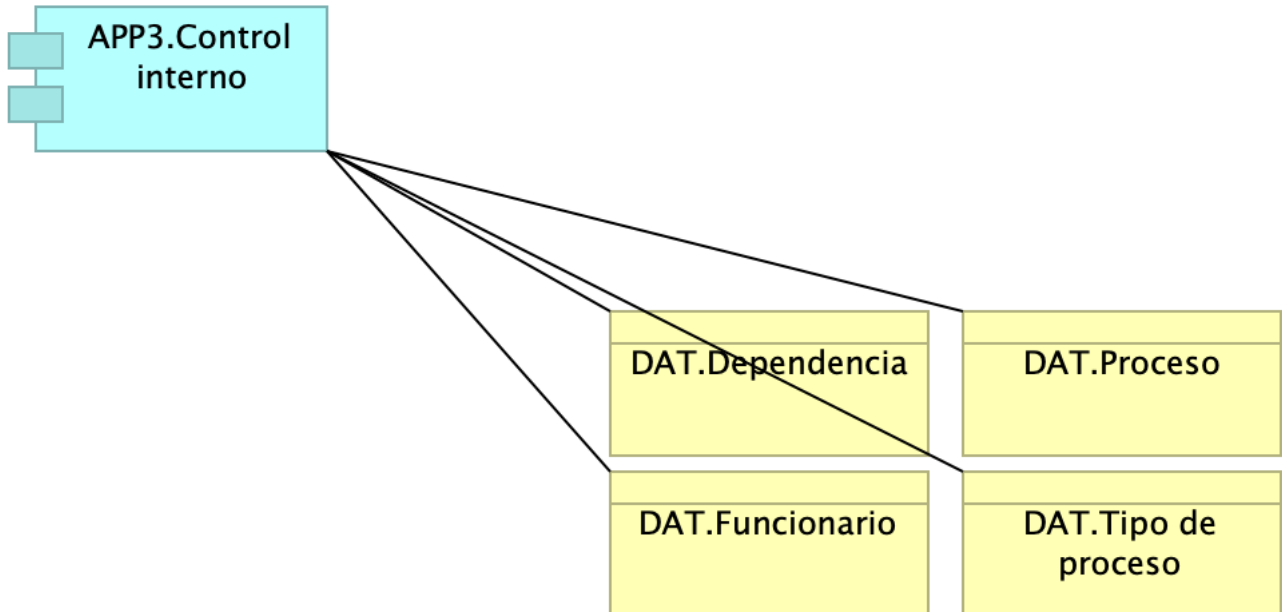 APP3.Control
interno
DAT.Dependencia
DAT.Proceso
DAT.Funcionario
DAT.Tipo de
proceso